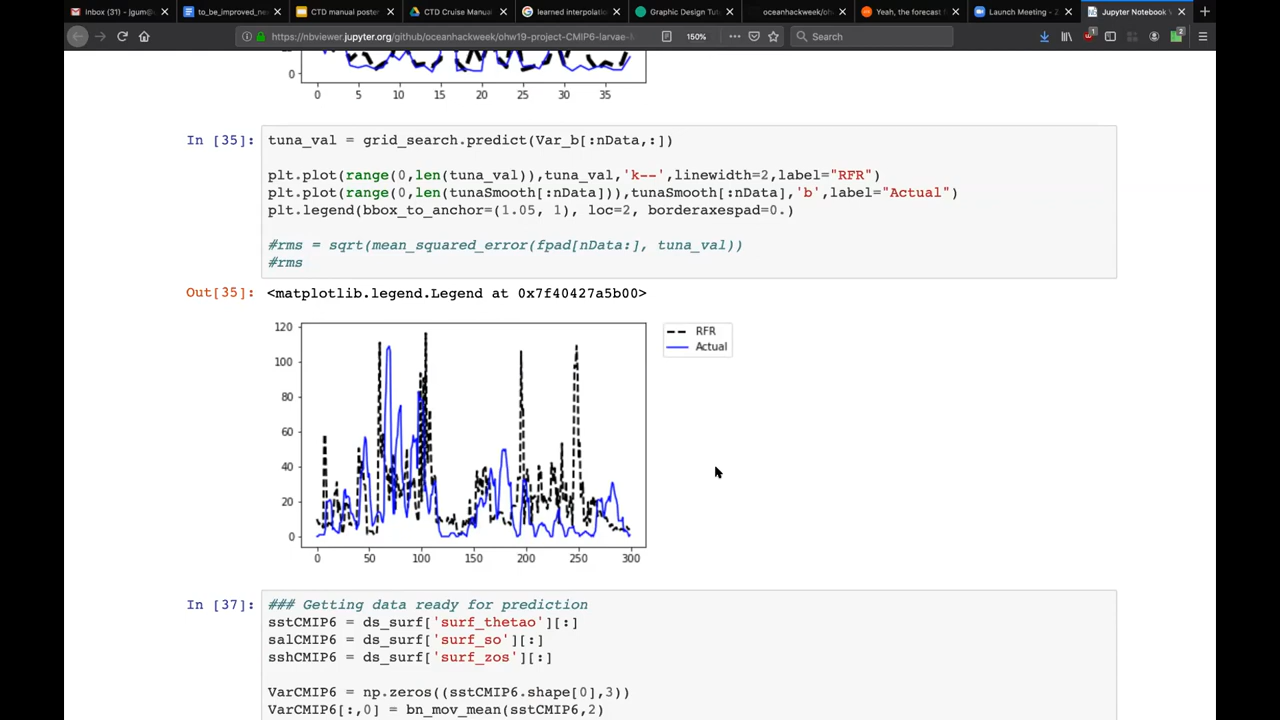 Inbox (31) - jgum@
to_be_improved_ne
CTD manual poster
CTD Cruise Manua
learned interpolatio
Graphic Design Tut
oceanhackweek/oh
Yeah, the forecast f
Launch Meeting - Z
Jupyter Notebook V
https://nbviewer.jupyter.org/github/oceanhackweek/ohw19-project-CMIP6-larvae-
150%
Search
0
0 5 10 15 20 25 30 35
In [35]:
tuna_val = grid_search.predict(Var_b[:nData,:])
plt.plot(range(0,len(tuna_val)),tuna_val,'k--',linewidth=2,label="RFR")
plt.plot(range(0,len(tunaSmooth[:nData])),tunaSmooth[:nData],'b',label="Actual")
plt.legend(bbox_to_anchor=(1.05, 1), loc=2, borderaxespad=0.)
#rms = sqrt(mean_squared_error(fpad[nData:], tuna_val))
#rms
Out[35]:
<matplotlib.legend.Legend at 0x7f40427a5b00>
120
100
80
60
40
20
0
0 50 100 150 200 250 300
RFR
Actual
In [37]:
### Getting data ready for prediction
sstCMIP6 = ds_surf['surf_thetao'][:]
salCMIP6 = ds_surf['surf_so'][:]
sshCMIP6 = ds_surf['surf_zos'][:]
VarCMIP6 = np.zeros((sstCMIP6.shape[0],3))
VarCMIP6[:,0] = bn_mov_mean(sstCMIP6,2)